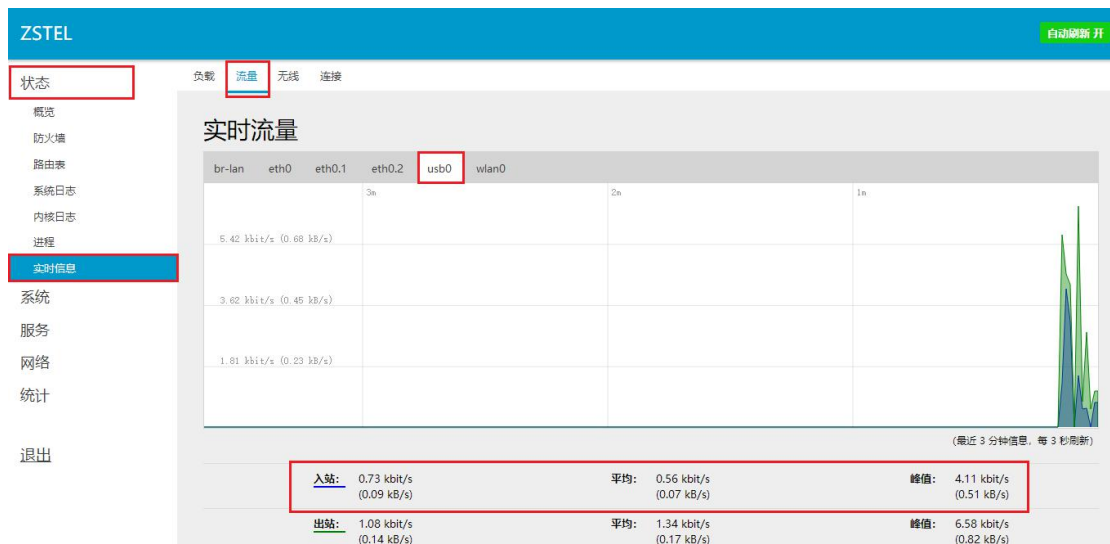 ZSTEL
自动刷新 开
状态
概览
防火墙
路由表
系统日志
内核日志
进程
实时信息
系统
服务
网络
统计
退出
负载 流量 无线 连接
实时流量
br-lan eth0 eth0.1 eth0.2 usb0 wlan0
3m 2m 1m
5.42 kbit/s (0.68 kB/s)
3.62 kbit/s (0.45 kB/s)
1.81 kbit/s (0.23 kB/s)
(最近 3 分钟信息，每 3 秒刷新)
入站: 0.73 kbit/s 平均: 0.56 kbit/s 峰值: 4.11 kbit/s
(0.09 kB/s) (0.07 kB/s) (0.51 kB/s)
出站: 1.08 kbit/s 平均: 1.34 kbit/s 峰值: 6.58 kbit/s
(0.14 kB/s) (0.17 kB/s) (0.82 kB/s)